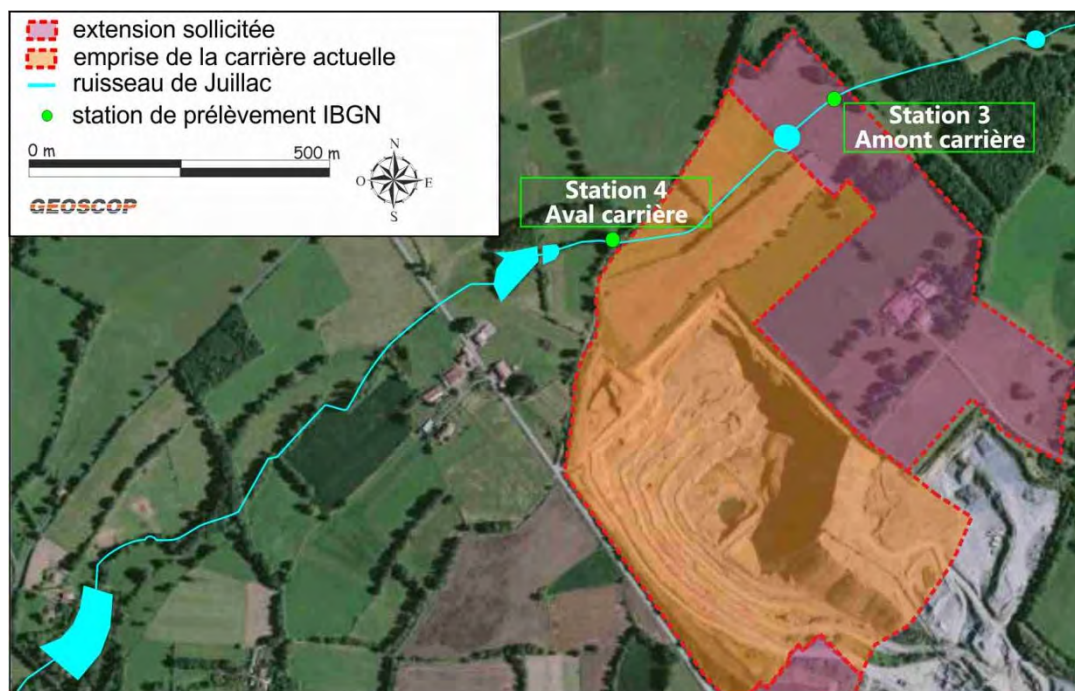 extension sollicitée
emprise de la carrière actuelle
ruisseau de Juillac
station de prélèvement IBGN
0 m
500 m
N
O
E
S
GEOSCOP
Station 3
Amont carrière
Station 4
Aval carrière